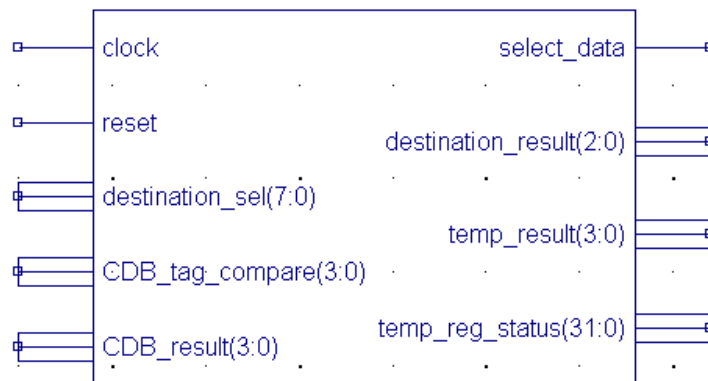 clock
select_data
reset
destination_result(2:0)
destination_sel(7:0)
temp_result(3:0)
CDB_tag_compare(3:0)
temp_reg_status(31:0)
CDB_result(3:0)